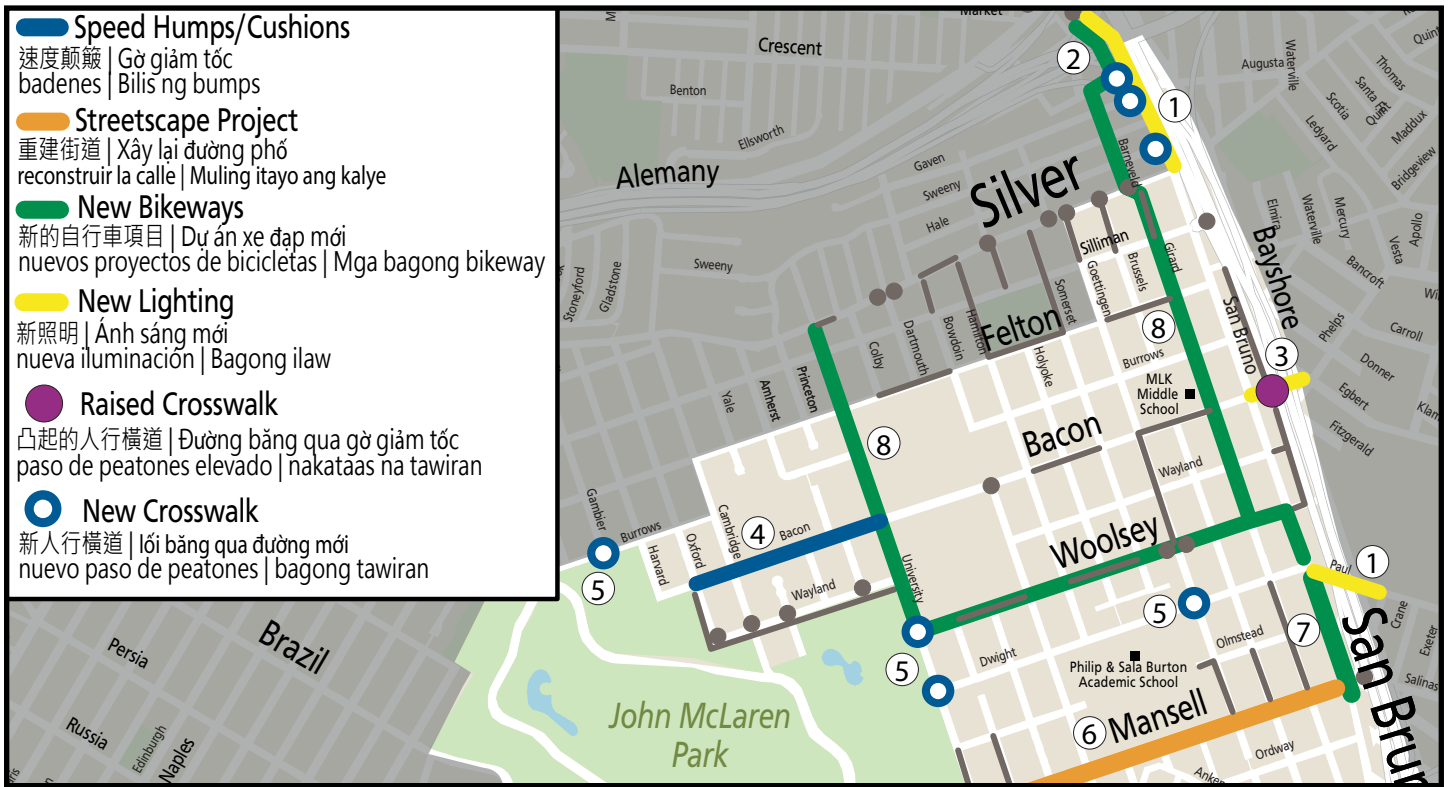 Speed Humps/Cushions
速度颠簸 | Gờ giảm tốc
badenes | Bilis ng bumps
Streetscape Project
重建街道 | Xây lại đường phố
reconstruir la calle | Muling itayo ang kalye
New Bikeways
新的自行車項目 | Dự án xe đạp mới
nuevos proyectos de bicicletas | Mga bagong bikeway
New Lighting
新照明 | Ánh sáng mới
nueva iluminación | Bagong ilaw
Raised Crosswalk
凸起的人行橫道 | Đường băng qua gờ giảm tốc
paso de peatones elevado | nakataas na tawiran
New Crosswalk
新人行橫道 | lối băng qua đường mới
nuevo paso de peatones | bagong tawiran
Market
Crescent
Benton
Ellsworth
Alemany
Gaven
Sweeny
Hale
Silver
Sweeny
Stoneyford
Gladstone
2
1
Barneveld
Augusta
Waterville
Thomas
Santa Fe
Quint
Scotia
Ledyard
Maddux
Bridgeview
Elmira
Waterville
Mercury
Apollo
Vesta
Bayshore
Bancroft
Phelps
Carroll
Donner
Egbert
Fitzgerald
Silliman
Goettingen
Brussels
Girard
San Bruno
Somerset
Felton
Hamilton
Bowdoin
Dartmouth
Colby
Holyoke
Burrows
8
3
MLK
Middle
School
Yale
Amherst
Princeton
8
Bacon
Wayland
Gambier
Burrows
Harvard
Oxford
Cambridge
4
Bacon
Wayland
University
Woolsey
5
5
5
Paul
1
Crane
Exeter
Salinas
Dwight
Olmstead
7
Philip & Sala Burton
Academic School
San Brun
6
Mansell
Ordway
John McLaren
Park
Brazil
Persia
Russia
Edinburgh
Naples